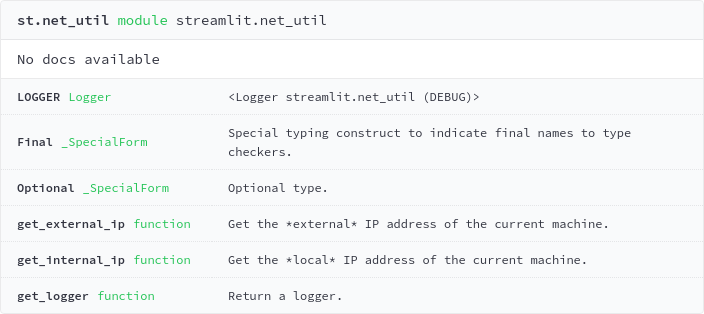 st.net_util module streamlit.net_util
No docs available
LOGGER Logger <Logger streamlit.net_util (DEBUG)>
Final _SpecialForm Special typing construct to indicate final names to type
checkers.
Optional _SpecialForm Optional type.
get_external_ip function Get the *external* IP address of the current machine.
get_internal_ip function Get the *local* IP address of the current machine.
get_logger function Return a logger.